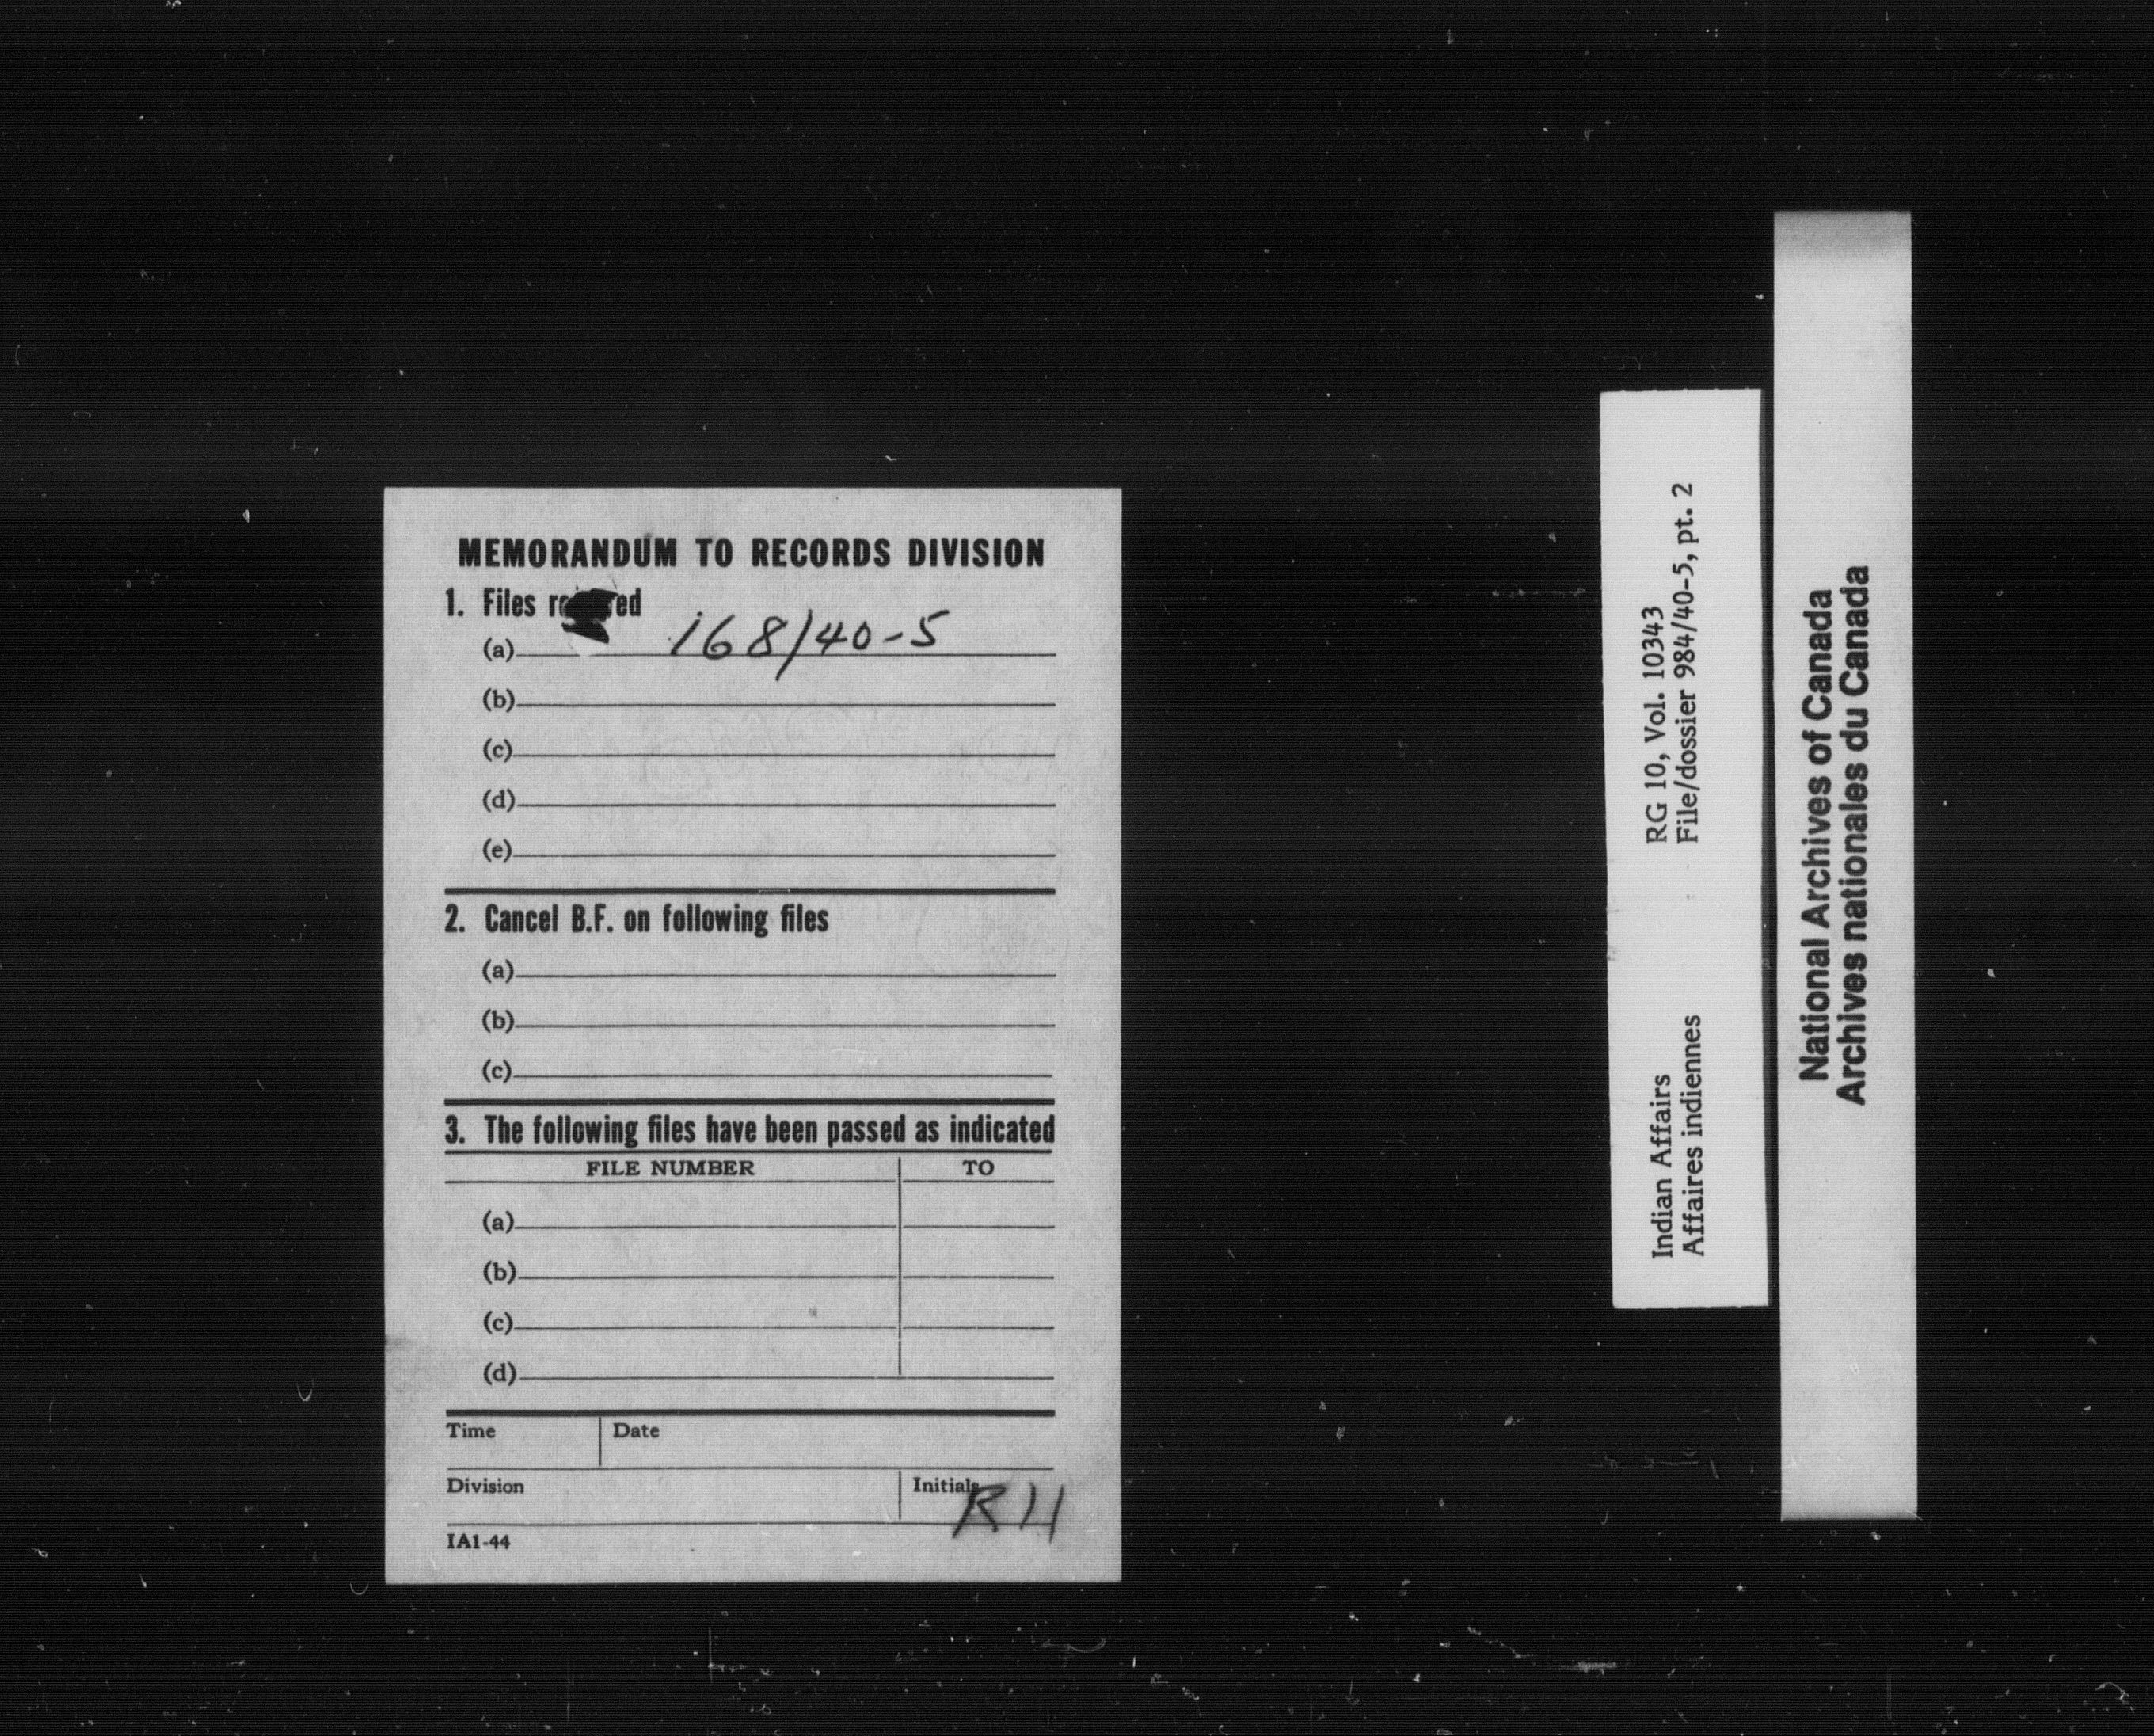 MEMORANDUM TO RECORDS DIVISION
1. Files
(a) 168/40-5
(b)
(c)
(d)
(e)
2. Cancel B.F. on following files
(a)
(b)
(c)
3. The following files have been passed as indicated
FILE NUMBER TO
(a)
(b)
(c)
(d)
Time Date
Division Initials RH
IA1-44
Indian Affairs RG 10, Vol. 10343
Affaires indiennes File/dossier 984/40-5, pt. 2
National Archives of Canada
Archives nationales du Canada